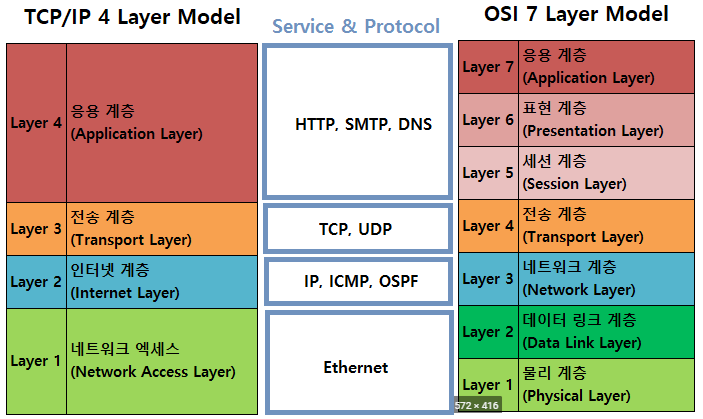 TCP/IP 4 Layer Model
Layer 4
응용 계층
(Application Layer)
Layer 3
전송 계층
(Transport Layer)
Layer 2
인터넷 계층
(Internet Layer)
Layer 1
네트워크 엑세스
(Network Access Layer)
Service & Protocol
HTTP, SMTP, DNS
TCP, UDP
IP, ICMP, OSPF
Ethernet
OSI 7 Layer Model
Layer 7
응용 계층
(Application Layer)
Layer 6
표현 계층
(Presentation Layer)
Layer 5
세션 계층
(Session Layer)
Layer 4
전송 계층
(Transport Layer)
Layer 3
네트워크 계층
(Network Layer)
Layer 2
데이터 링크 계층
(Data Link Layer)
Layer 1
물리 계층
(Physical Layer)
572 × 416